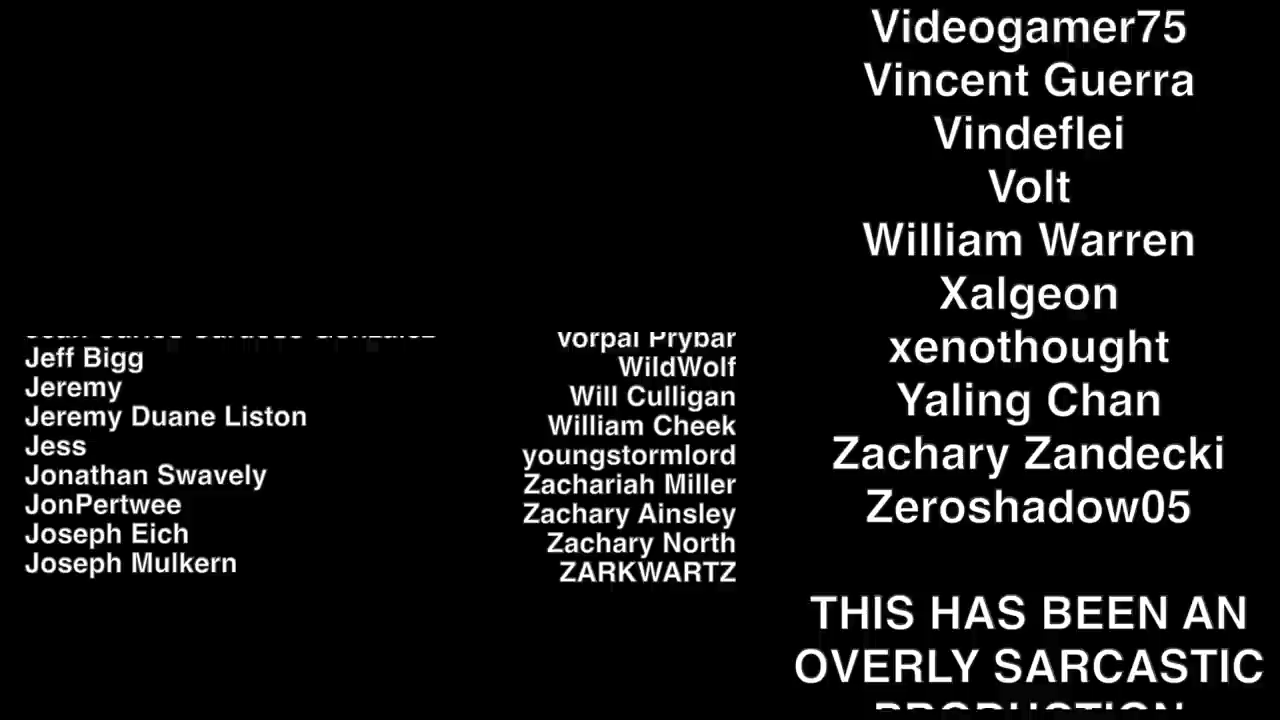 Jeff Bigg
Jeremy
Jeremy Duane Liston
Jess
Jonathan Swavely
JonPertwee
Joseph Eich
Joseph Mulkern
Vorpal Prybar
WildWolf
Will Culligan
William Cheek
youngstormlord
Zachariah Miller
Zachary Ainsley
Zachary North
ZARKWARTZ
Videogamer75
Vincent Guerra
Vindeflei
Volt
William Warren
Xalgeon
xenothought
Yaling Chan
Zachary Zandecki
Zeroshadow05
THIS HAS BEEN AN
OVERLY SARCASTIC
PRODUCTION